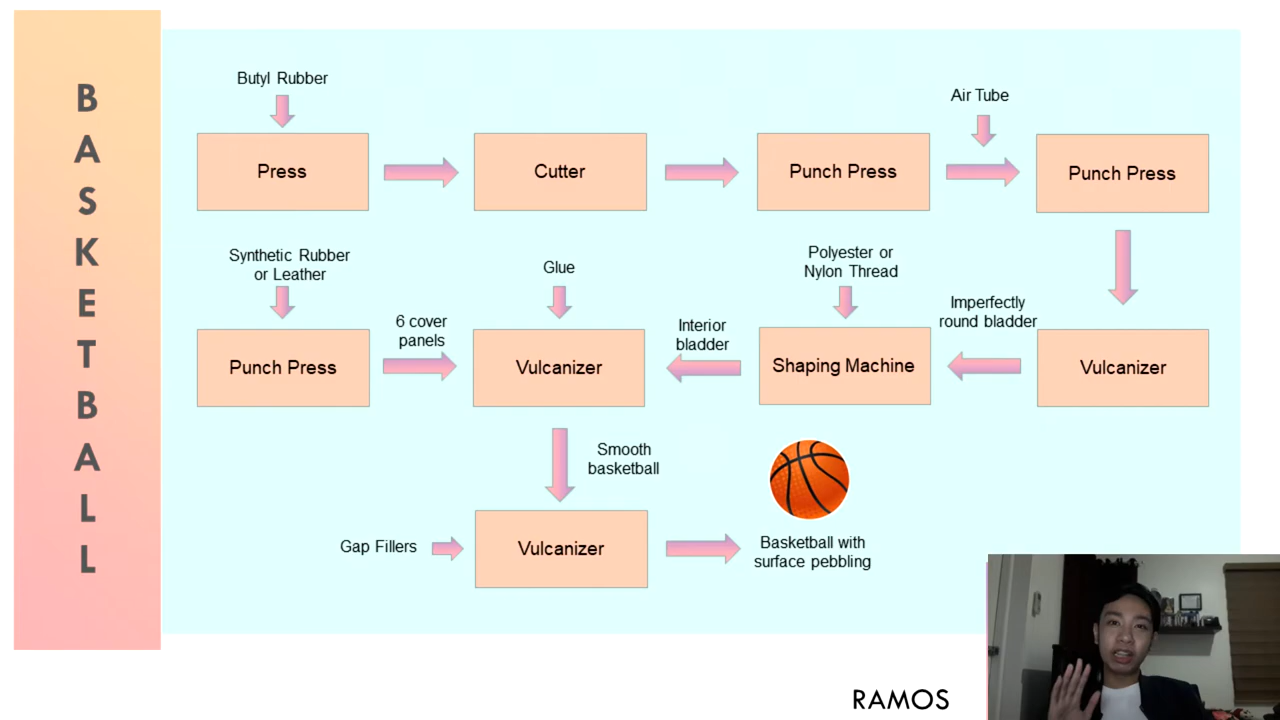 BASKETBALL
Butyl Rubber
Air Tube
Press
Cutter
Punch Press
Punch Press
Synthetic Rubber
or Leather
Glue
Polyester or
Nylon Thread
6 cover
panels
Interior
bladder
Imperfectly
round bladder
Punch Press
Vulcanizer
Shaping Machine
Vulcanizer
Smooth
basketball
Gap Fillers
Vulcanizer
Basketball with
surface pebbling
RAMOS